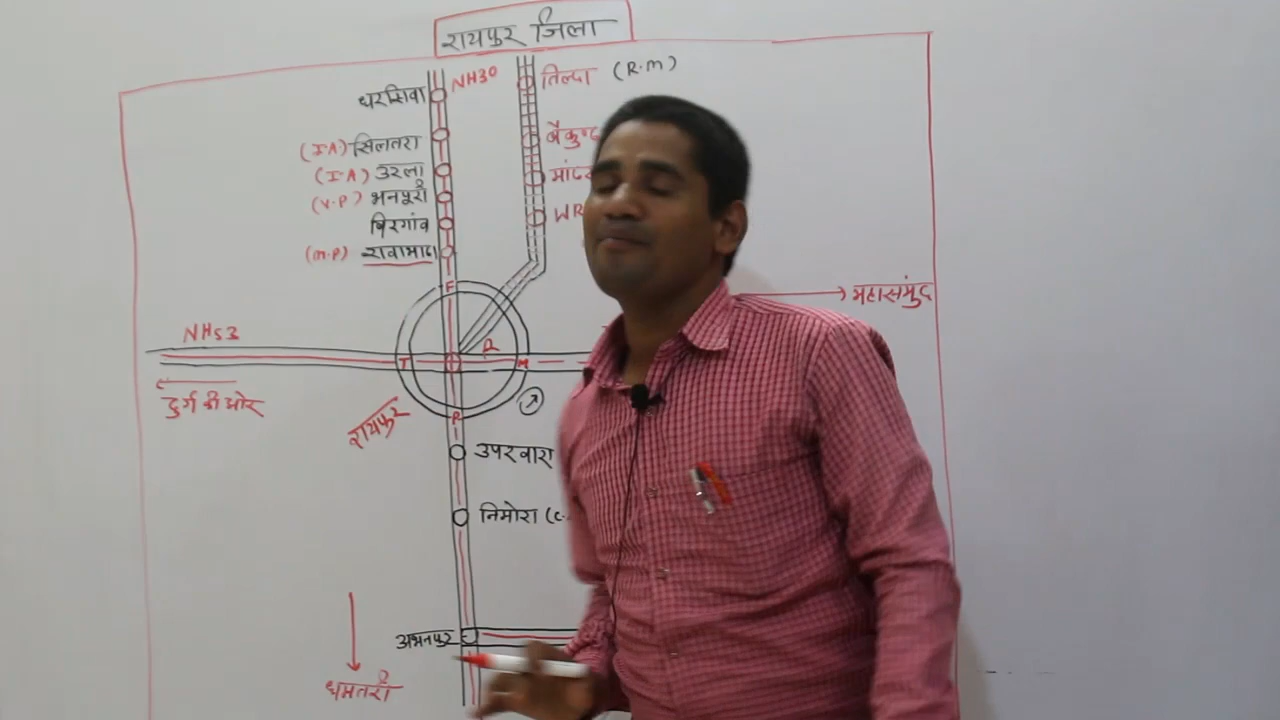 रायपुर जिला
NH30
तिल्दा (R.M)
धरसिवा
(I.A) सिलतरा
बैकुण्ठ
(I.A) उरला
मांढर
(V.P) भनपुरी
WR
बिरगांव
(M.P) रावाभाटा
F
महासमुंद
NH53
R
T
M
दुर्ग की ओर
रायपुर
P
उपरवारा
निमोरा (C.
अभनपुर
धमतरी